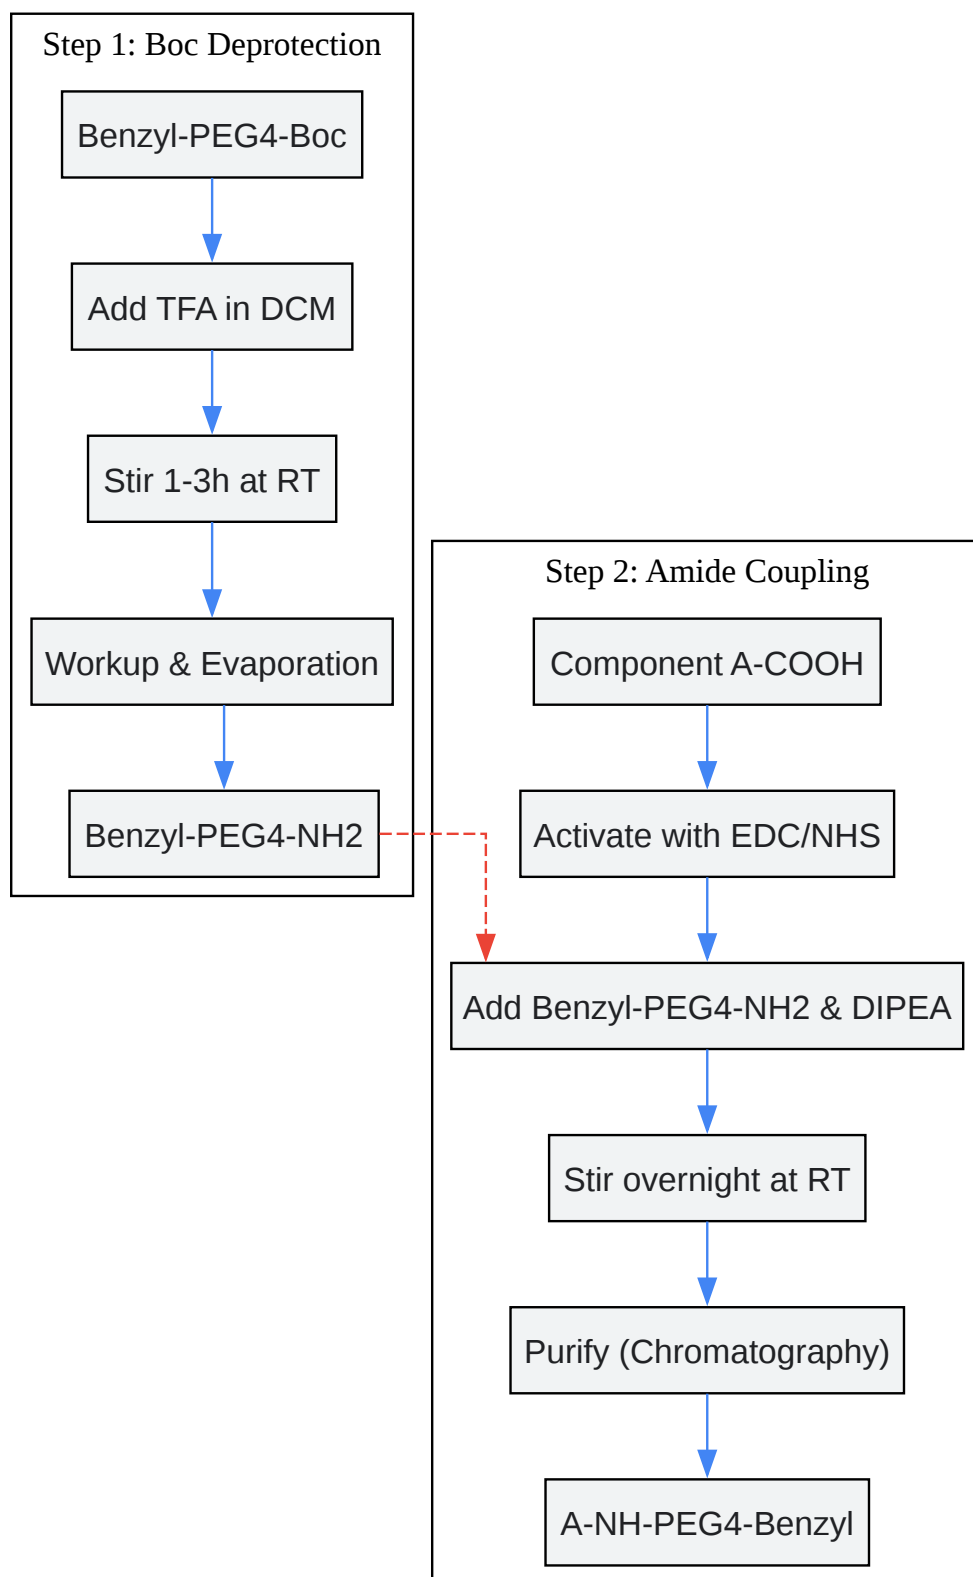 Step 1: Boc Deprotection
Benzyl-PEG4-Boc
Add TFA in DCM
Stir 1-3h at RT
Workup & Evaporation
Benzyl-PEG4-NH2
Step 2: Amide Coupling
Component A-COOH
Activate with EDC/NHS
Add Benzyl-PEG4-NH2 & DIPEA
Stir overnight at RT
Purify (Chromatography)
A-NH-PEG4-Benzyl